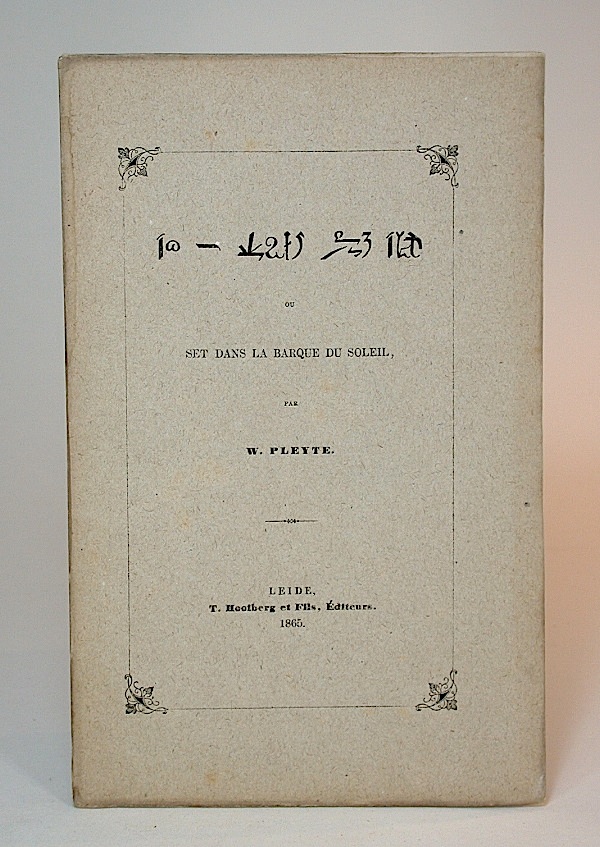 OU
SET DANS LA BARQUE DU SOLEIL,
PAR
W. PLEYTE.
LEIDE,
T. Hooiberg et Fils, Éditeurs.
1865.